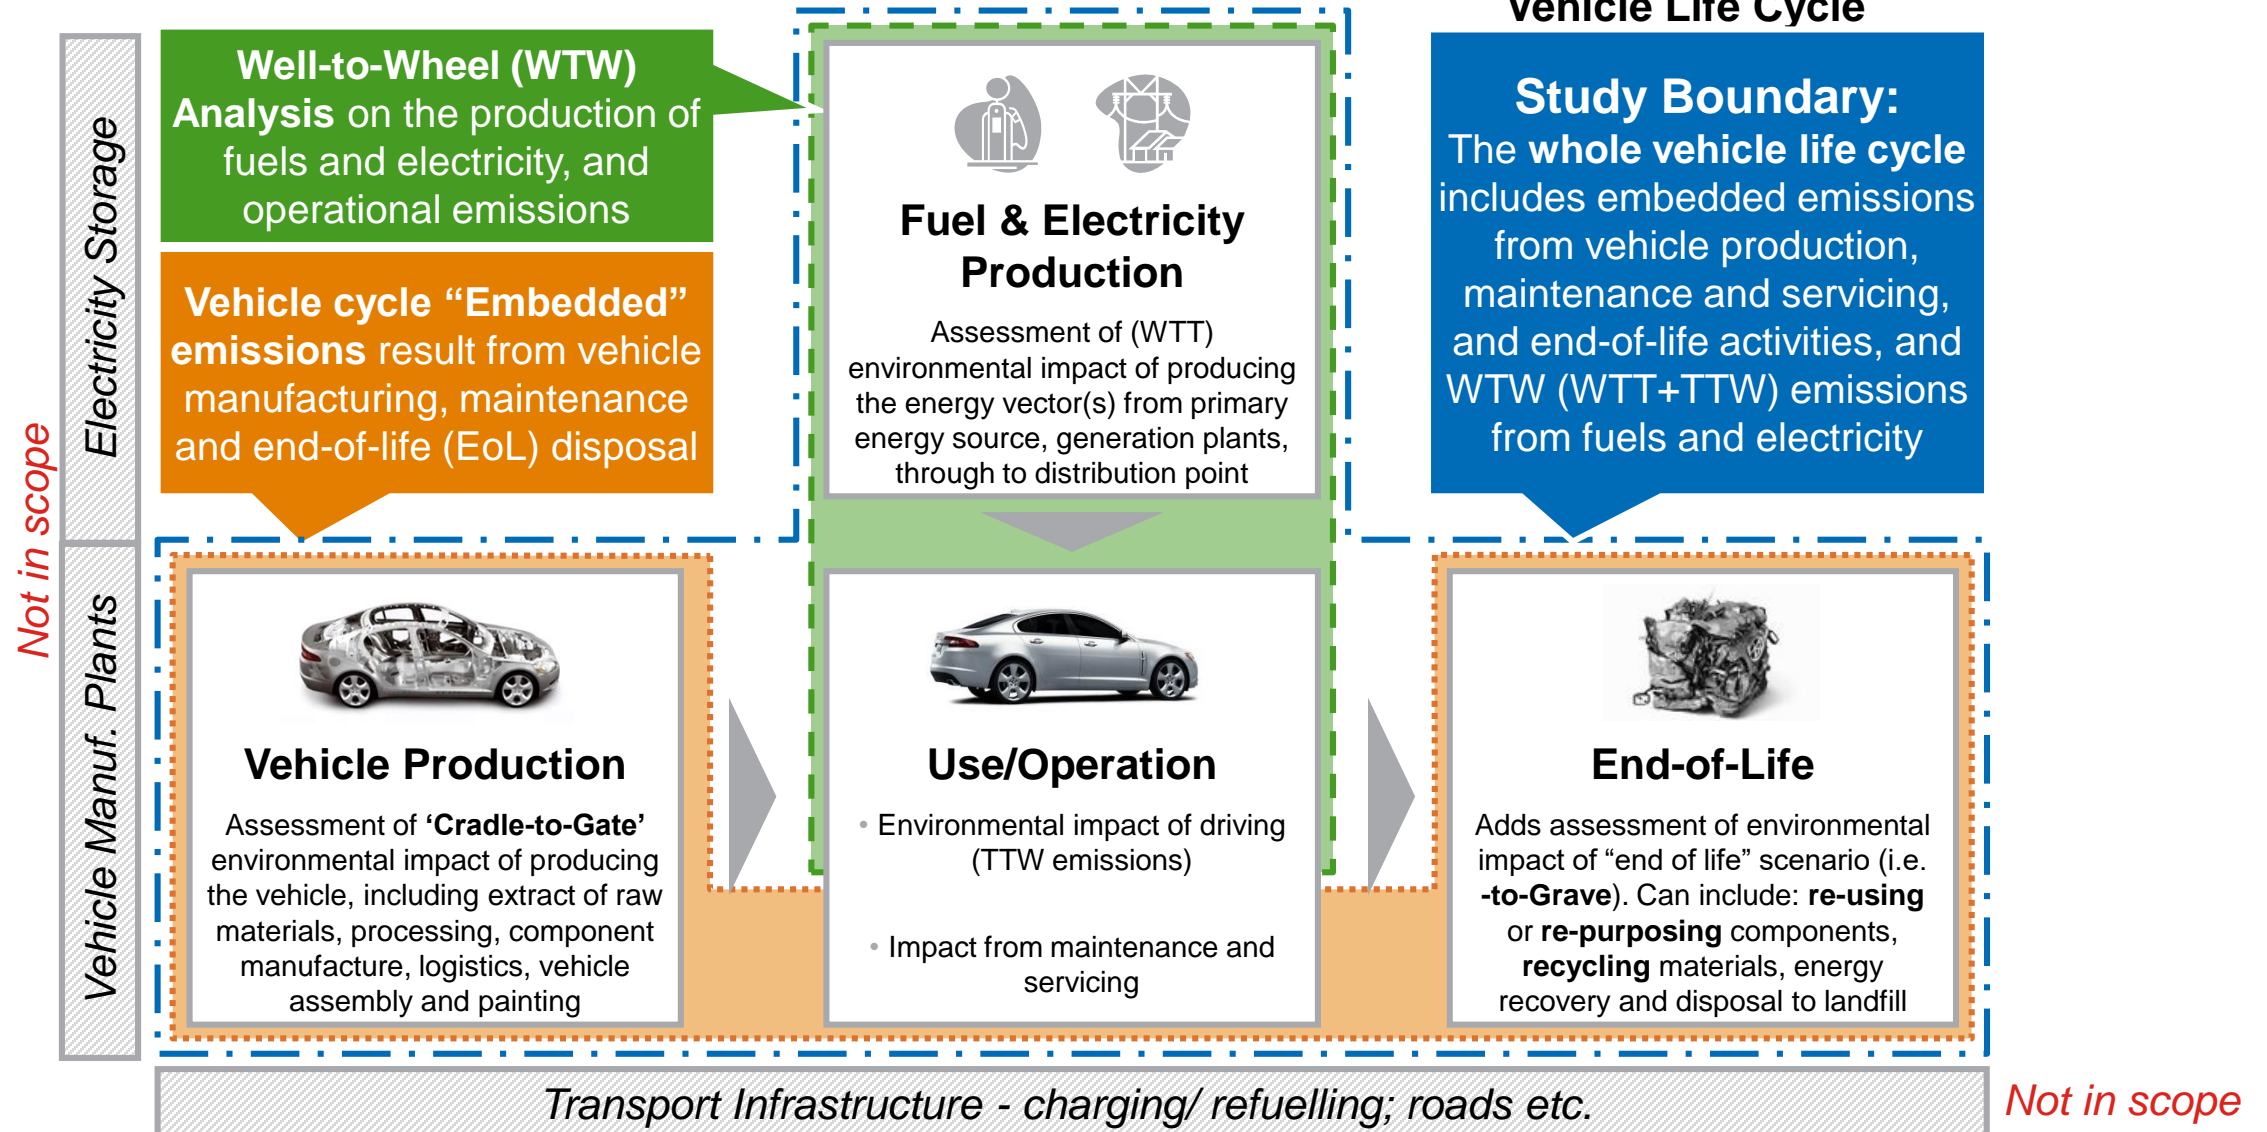 Vehicle Life Cycle
Well-to-Wheel (WTW)
Analysis on the production of
fuels and electricity, and
operational emissions
Vehicle cycle “Embedded”
emissions result from vehicle
manufacturing, maintenance
and end-of-life (EoL) disposal
Fuel & Electricity
Production
Assessment of (WTT)
environmental impact of producing
the energy vector(s) from primary
energy source, generation plants,
through to distribution point
Study Boundary:
The whole vehicle life cycle
includes embedded emissions
from vehicle production,
maintenance and servicing,
and end-of-life activities, and
WTW (WTT+TTW) emissions
from fuels and electricity
Not in scope
Electricity Storage
Vehicle Manuf. Plants
Vehicle Production
Assessment of ‘Cradle-to-Gate’
environmental impact of producing
the vehicle, including extract of raw
materials, processing, component
manufacture, logistics, vehicle
assembly and painting
Use/Operation
• Environmental impact of driving
(TTW emissions)
• Impact from maintenance and
servicing
End-of-Life
Adds assessment of environmental
impact of “end of life” scenario (i.e.
-to-Grave). Can include: re-using
or re-purposing components,
recycling materials, energy
recovery and disposal to landfill
Transport Infrastructure - charging/ refuelling; roads etc.
Not in scope